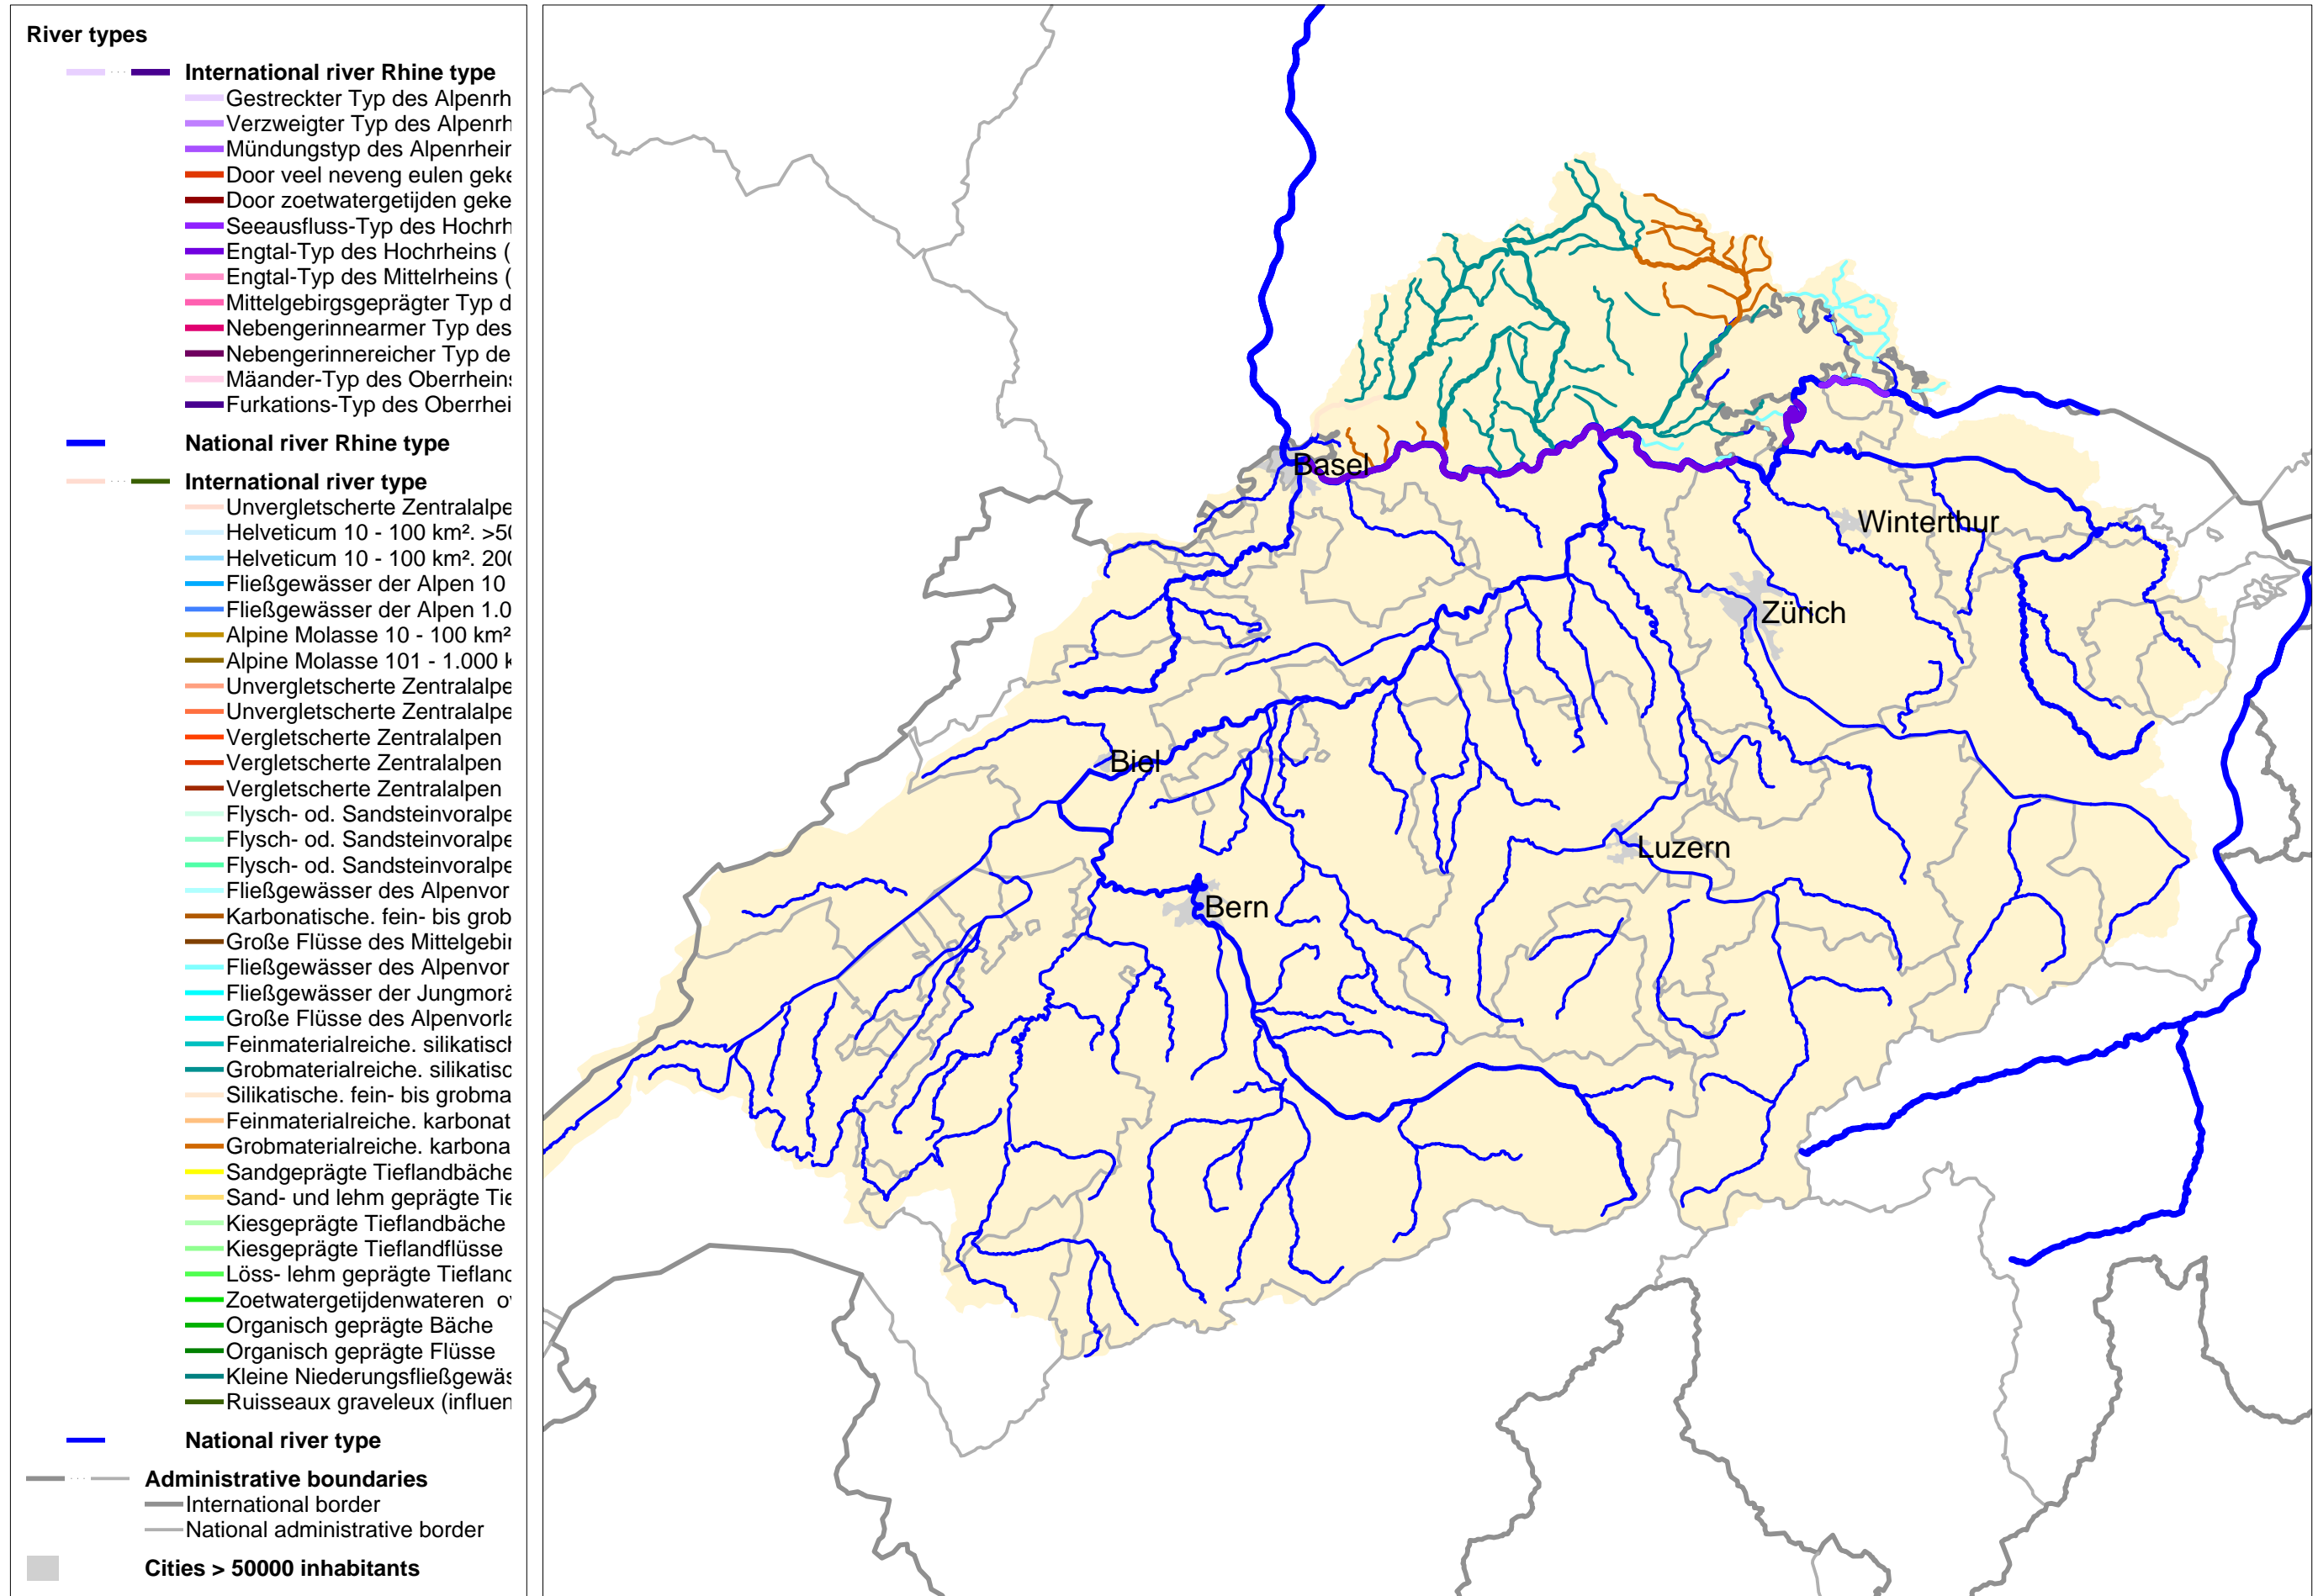 River types
International river Rhine type
Gestreckter Typ des Alpenrh
Verzweigter Typ des Alpenrh
Mündungstyp des Alpenrhein
Door veel neveng eulen geke
Door zoetwatergetijden geke
Seeausfluss-Typ des Hochrh
Engtal-Typ des Hochrheins (
Engtal-Typ des Mittelrheins (
Mittelgebirgsgeprägter Typ d
Nebengerinnearmer Typ des
Nebengerinnereicher Typ de
Mäander-Typ des Oberrheins
Furkations-Typ des Oberrhei
National river Rhine type
International river type
Unvergletscherte Zentralalpe
Helveticum 10 - 100 km². >50
Helveticum 10 - 100 km². 200
Fließgewässer der Alpen 10
Fließgewässer der Alpen 1.0
Alpine Molasse 10 - 100 km²
Alpine Molasse 101 - 1.000 k
Unvergletscherte Zentralalpe
Unvergletscherte Zentralalpe
Vergletscherte Zentralalpen
Vergletscherte Zentralalpen
Vergletscherte Zentralalpen
Flysch- od. Sandsteinvoralpe
Flysch- od. Sandsteinvoralpe
Flysch- od. Sandsteinvoralpe
Fließgewässer des Alpenvor
Karbonatische. fein- bis grob
Große Flüsse des Mittelgebir
Fließgewässer des Alpenvor
Fließgewässer der Jungmorä
Große Flüsse des Alpenvorla
Feinmaterialreiche. silikatisch
Grobmaterialreiche. silikatisc
Silikatische. fein- bis grobma
Feinmaterialreiche. karbonat
Grobmaterialreiche. karbona
Sandgeprägte Tieflandbäche
Sand- und lehm geprägte Tie
Kiesgeprägte Tieflandbäche
Kiesgeprägte Tieflandflüsse
Löss- lehm geprägte Tieflanc
Zoetwatergetijdenwateren ov
Organisch geprägte Bäche
Organisch geprägte Flüsse
Kleine Niederungsfließgewäs
Ruisseaux graveleux (influen
National river type
Administrative boundaries
International border
National administrative border
Cities > 50000 inhabitants
Basel
Winterthur
Zürich
Biel
Luzern
Bern